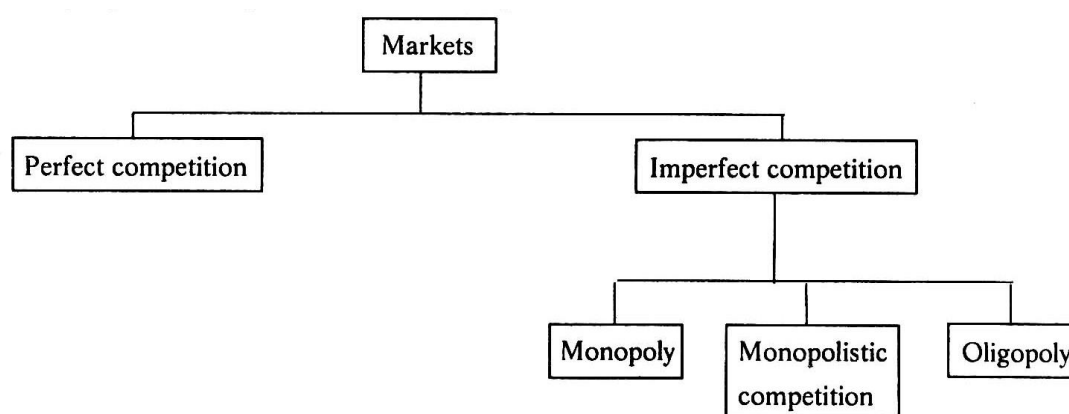 Markets
Perfect competition
Imperfect competition
Monopoly
Monopolistic
competition
Oligopoly